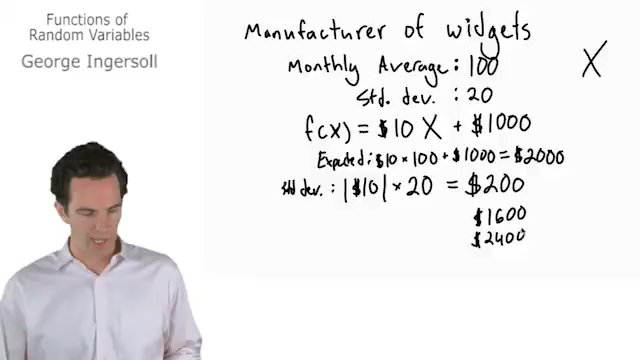 Functions of
Random Variables
George Ingersoll
Manufacturer of widgets
X
Monthly Average : 100
Std. dev. : 20
f(x) = $10 X + $1000
Expected : $10 × 100 + $1000 = $2000
std dev. : |$10| × 20 = $200
$1600
$2400